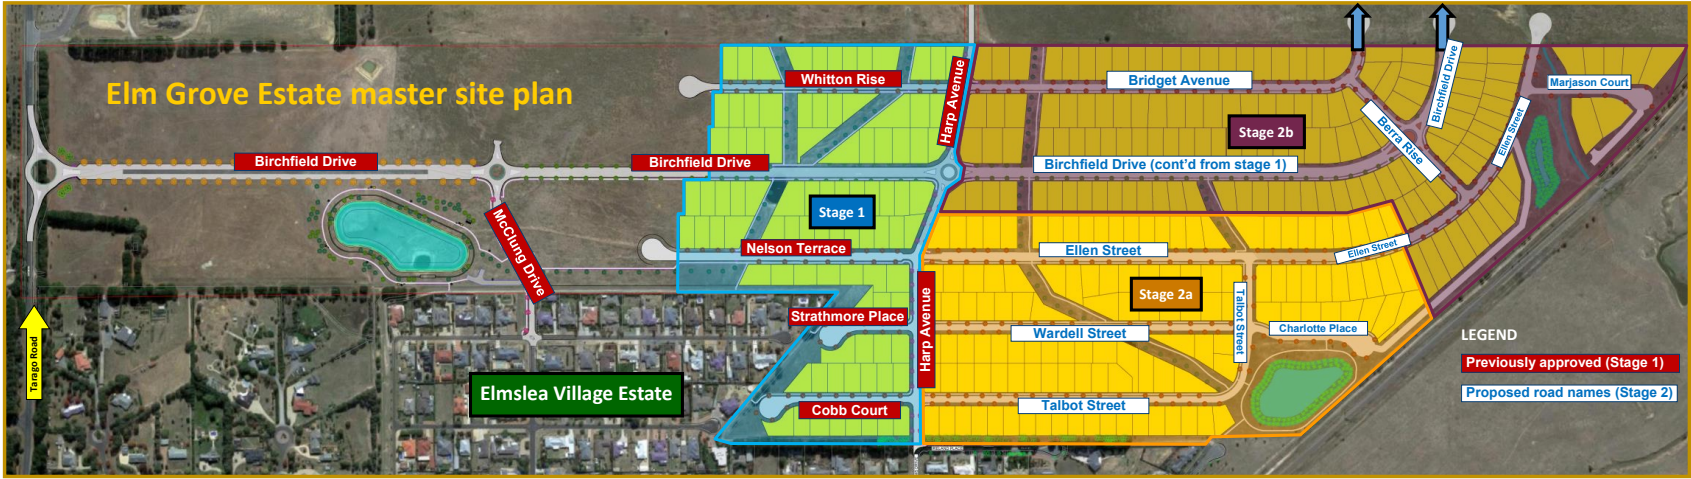 Elm Grove Estate master site plan
Whitton Rise
Harp Avenue
Bridget Avenue
Birchfield Drive
Marjason Court
Stage 2b
Berra Rise
Ellen Street
Birchfield Drive
Birchfield Drive
Birchfield Drive (cont'd from stage 1)
Stage 1
McClung Drive
Nelson Terrace
Ellen Street
Ellen Street
Stage 2a
Talbot Street
Strathmore Place
Harp Avenue
Wardell Street
Charlotte Place
Tarago Road
Elmslea Village Estate
Cobb Court
Talbot Street
LEGEND
Previously approved (Stage 1)
Proposed road names (Stage 2)